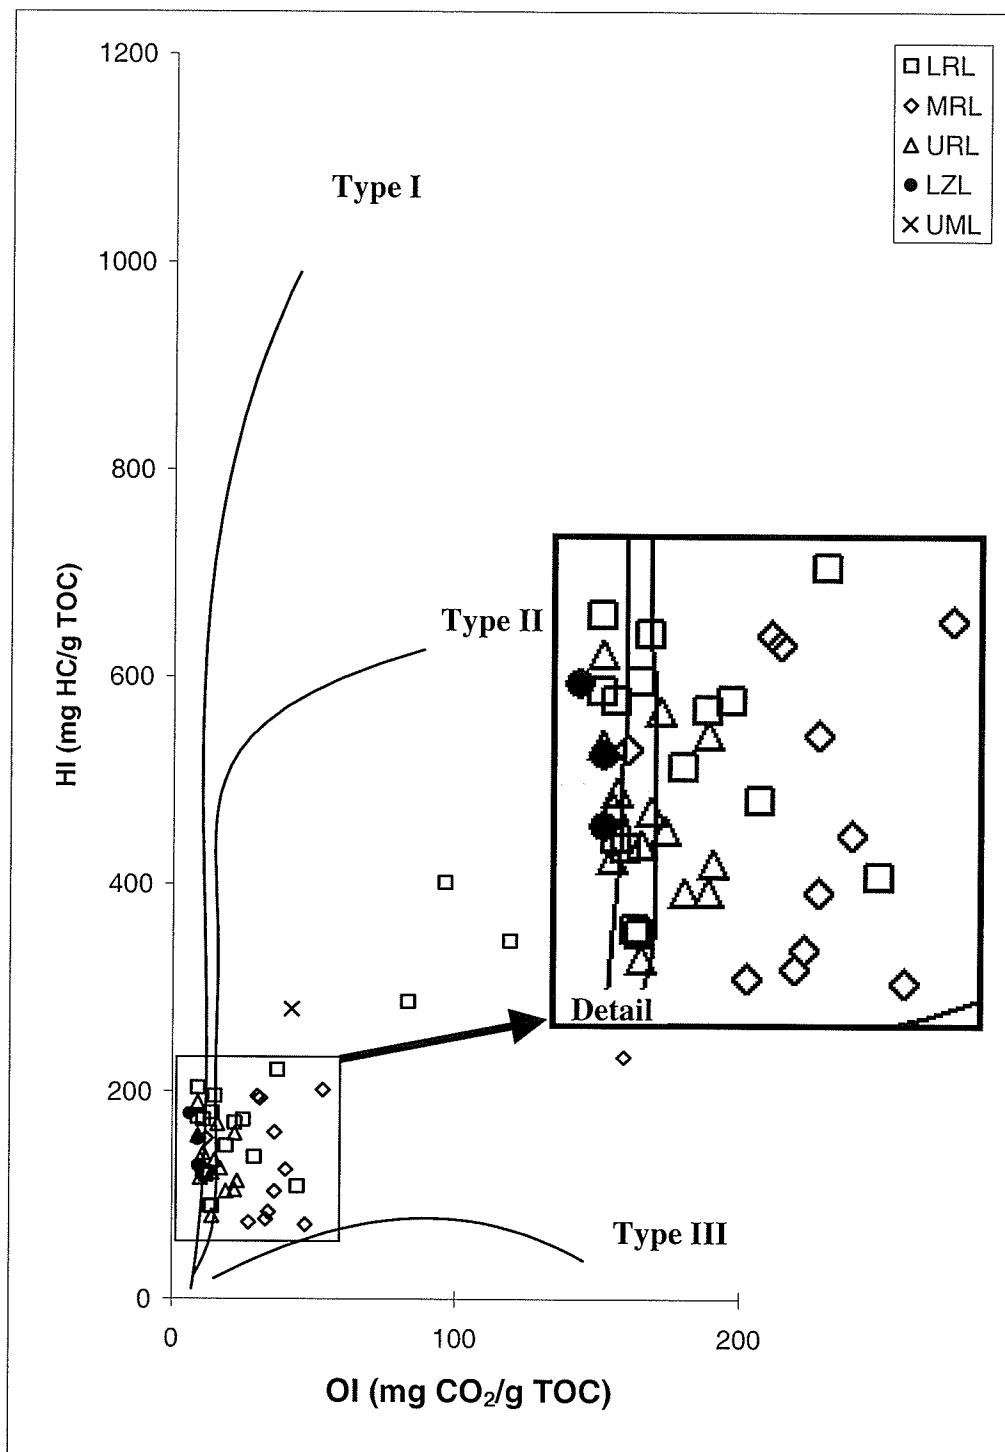 1200
LRL
MRL
URL
LZL
UML
Type I
1000
800
HI (mg HC/g TOC)
Type II
600
400
Detail
200
Type III
0
0
100
200
OI (mg CO₂/g TOC)